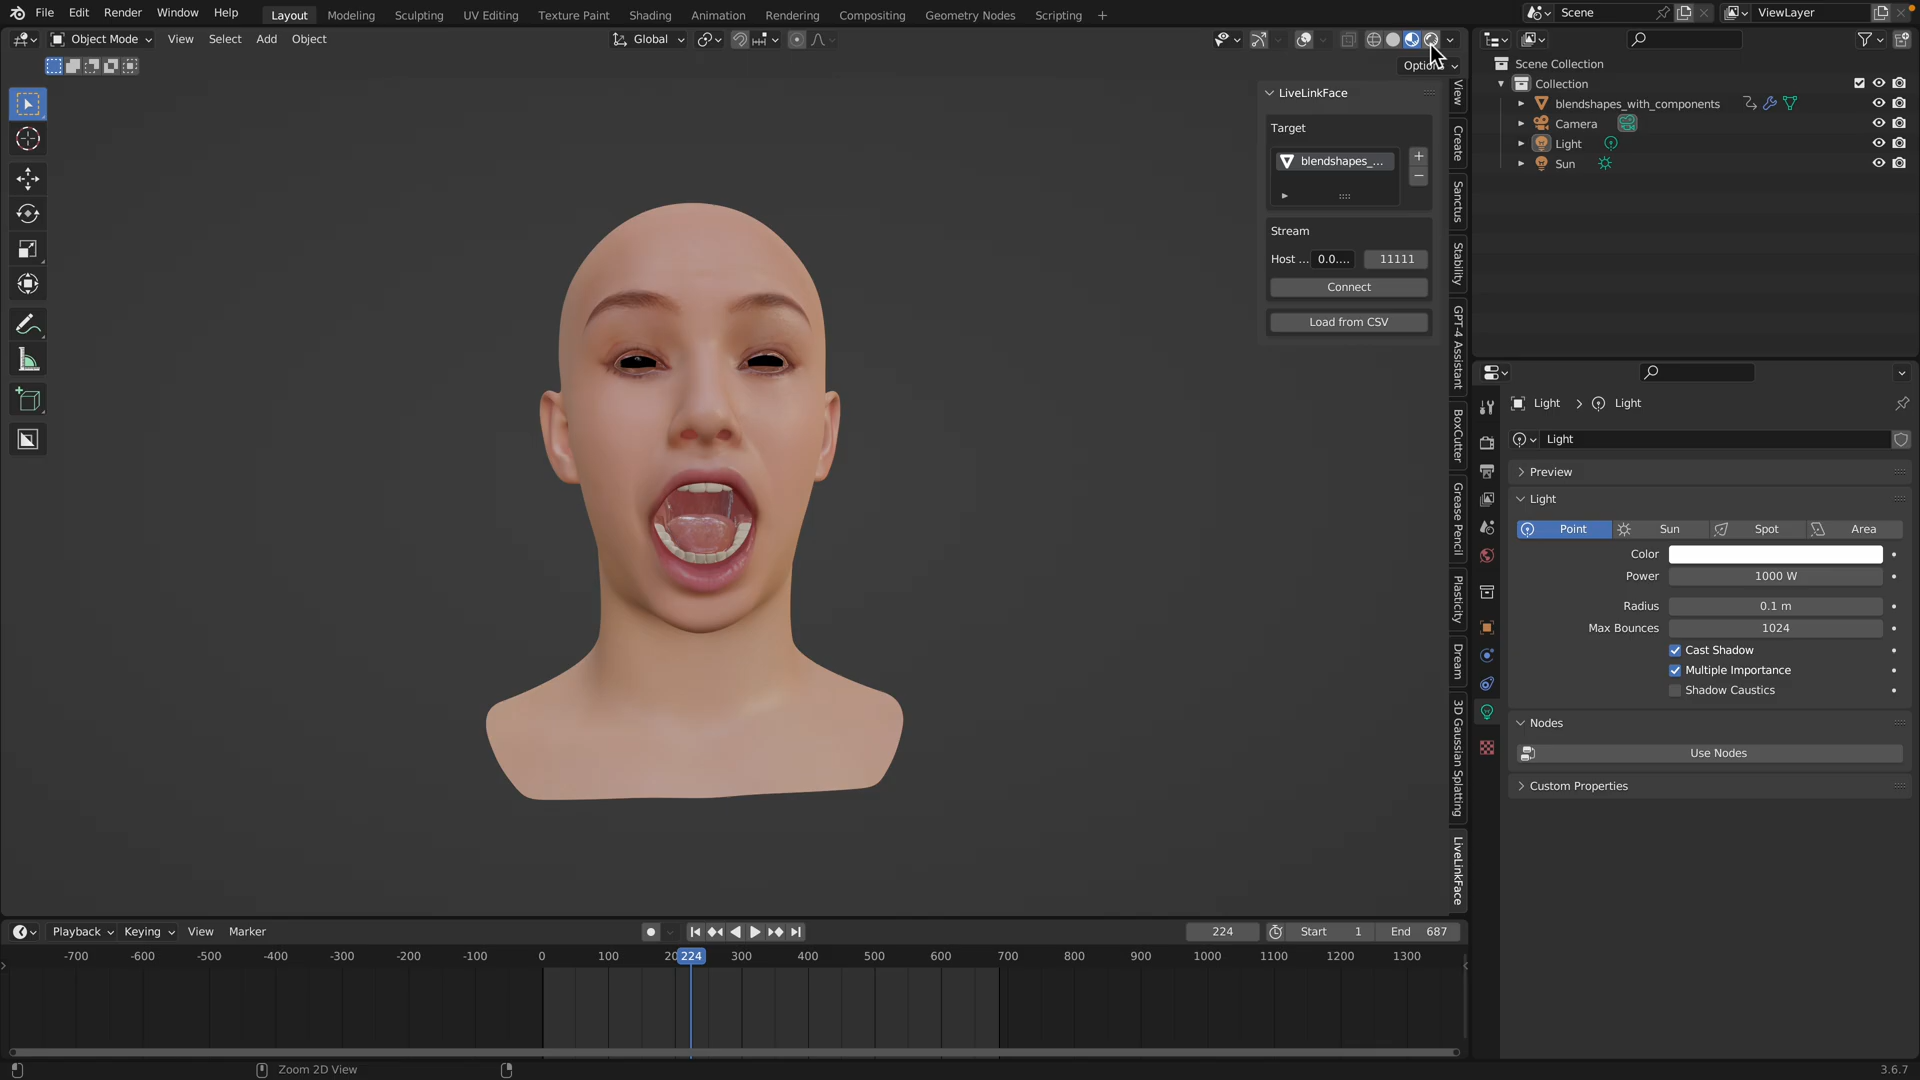 File Edit Render Window Help Layout Modeling Sculpting UV Editing Texture Paint Shading Animation Rendering Compositing Geometry Nodes Scripting + Scene ViewLayer
Object Mode View Select Add Object Global
Options
LiveLinkFace
Target
blendshapes_...
Stream
Host ... 0.0.... 11111
Connect
Load from CSV
View
Create
Sanctus
Stability
GPT-4 Assistant
BoxCutter
Grease Pencil
Plasticity
Dream
3D Gaussian Splatting
LiveLinkFace
Scene Collection
Collection
blendshapes_with_components
Camera
Light
Sun
Light > Light
Light
Preview
Light
Point Sun Spot Area
Color
Power 1000 W
Radius 0.1 m
Max Bounces 1024
Cast Shadow
Multiple Importance
Shadow Caustics
Nodes
Use Nodes
Custom Properties
Playback Keying View Marker 224 Start 1 End 687
-700 -600 -500 -400 -300 -200 -100 0 100 20 224 300 400 500 600 700 800 900 1000 1100 1200 1300
Zoom 2D View 3.6.7